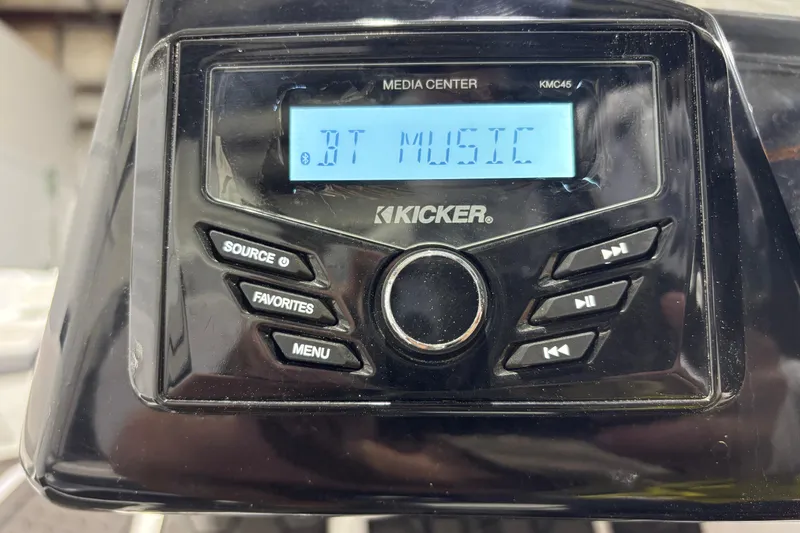 MEDIA CENTER
KMC45
BT MUSIC
KICKER®
SOURCE
FAVORITES
MENU